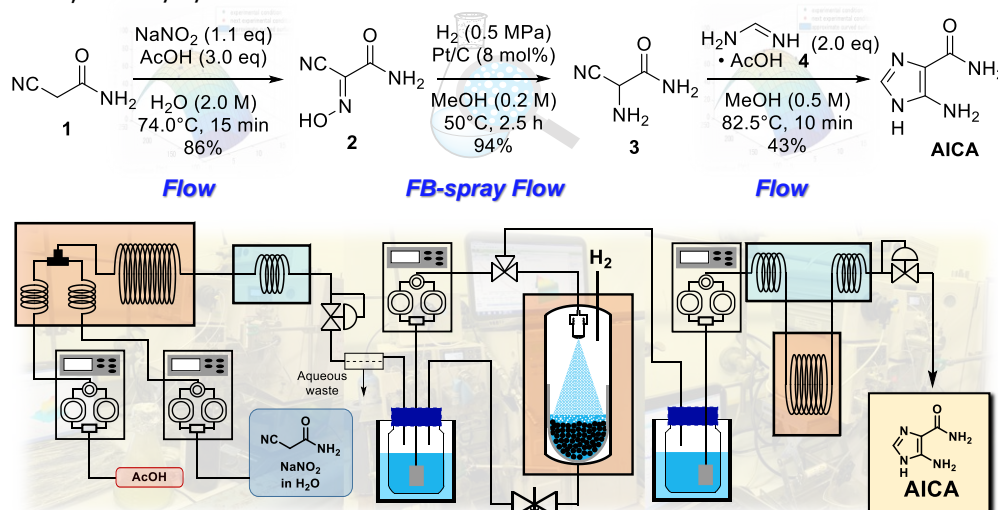 NaNO2 (1.1 eq)
AcOH (3.0 eq)
H2O (2.0 M)
74.0°C, 15 min
86%
H2 (0.5 MPa)
Pt/C (8 mol%)
MeOH (0.2 M)
50°C, 2.5 h
94%
H2N NH (2.0 eq)
• AcOH 4
MeOH (0.5 M)
82.5°C, 10 min
43%
NC O NH2
1
NC O NH2
HO N
2
NC O NH2
NH2
3
N O NH2
N H NH2
AICA
Flow
FB-spray Flow
Flow
H2
Aqueous
waste
AcOH
NC O NH2
NaNO2
in H2O
N O NH2
N H NH2
AICA